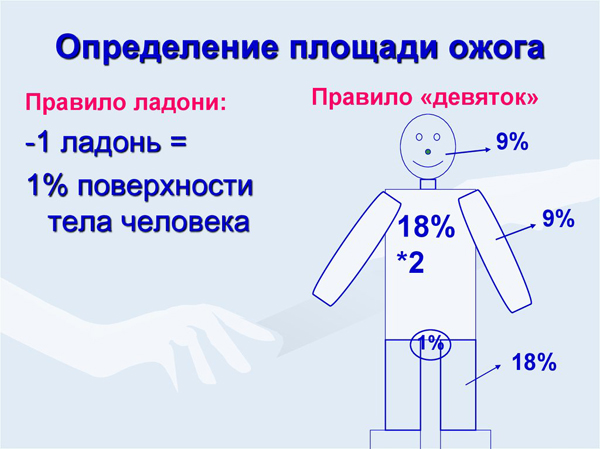 Определение площади ожога
Правило ладони:
-1 ладонь =
1% поверхности
тела человека
Правило «девяток»
9%
9%
18%
*2
1%
18%